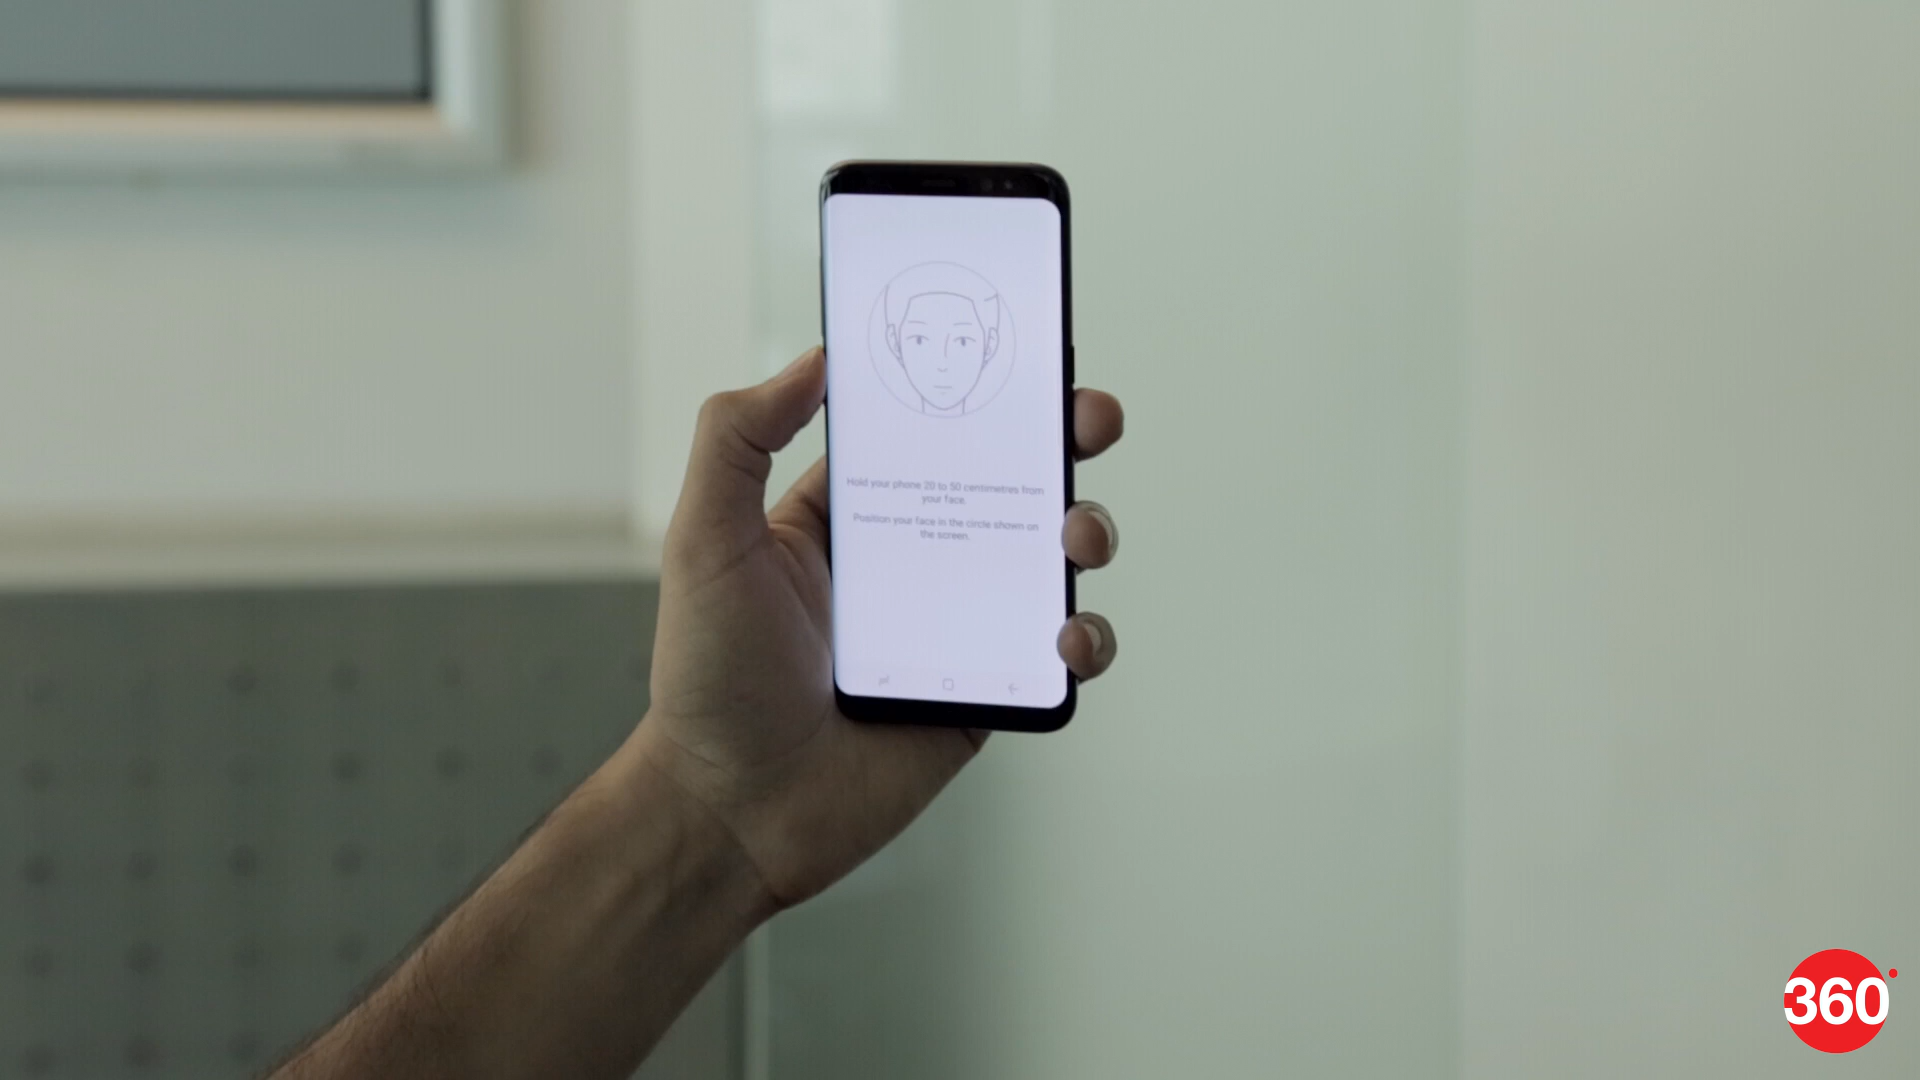 Hold your phone 20 to 50 centimetres from
your face.
Position your face in the circle shown on
the screen.
360°